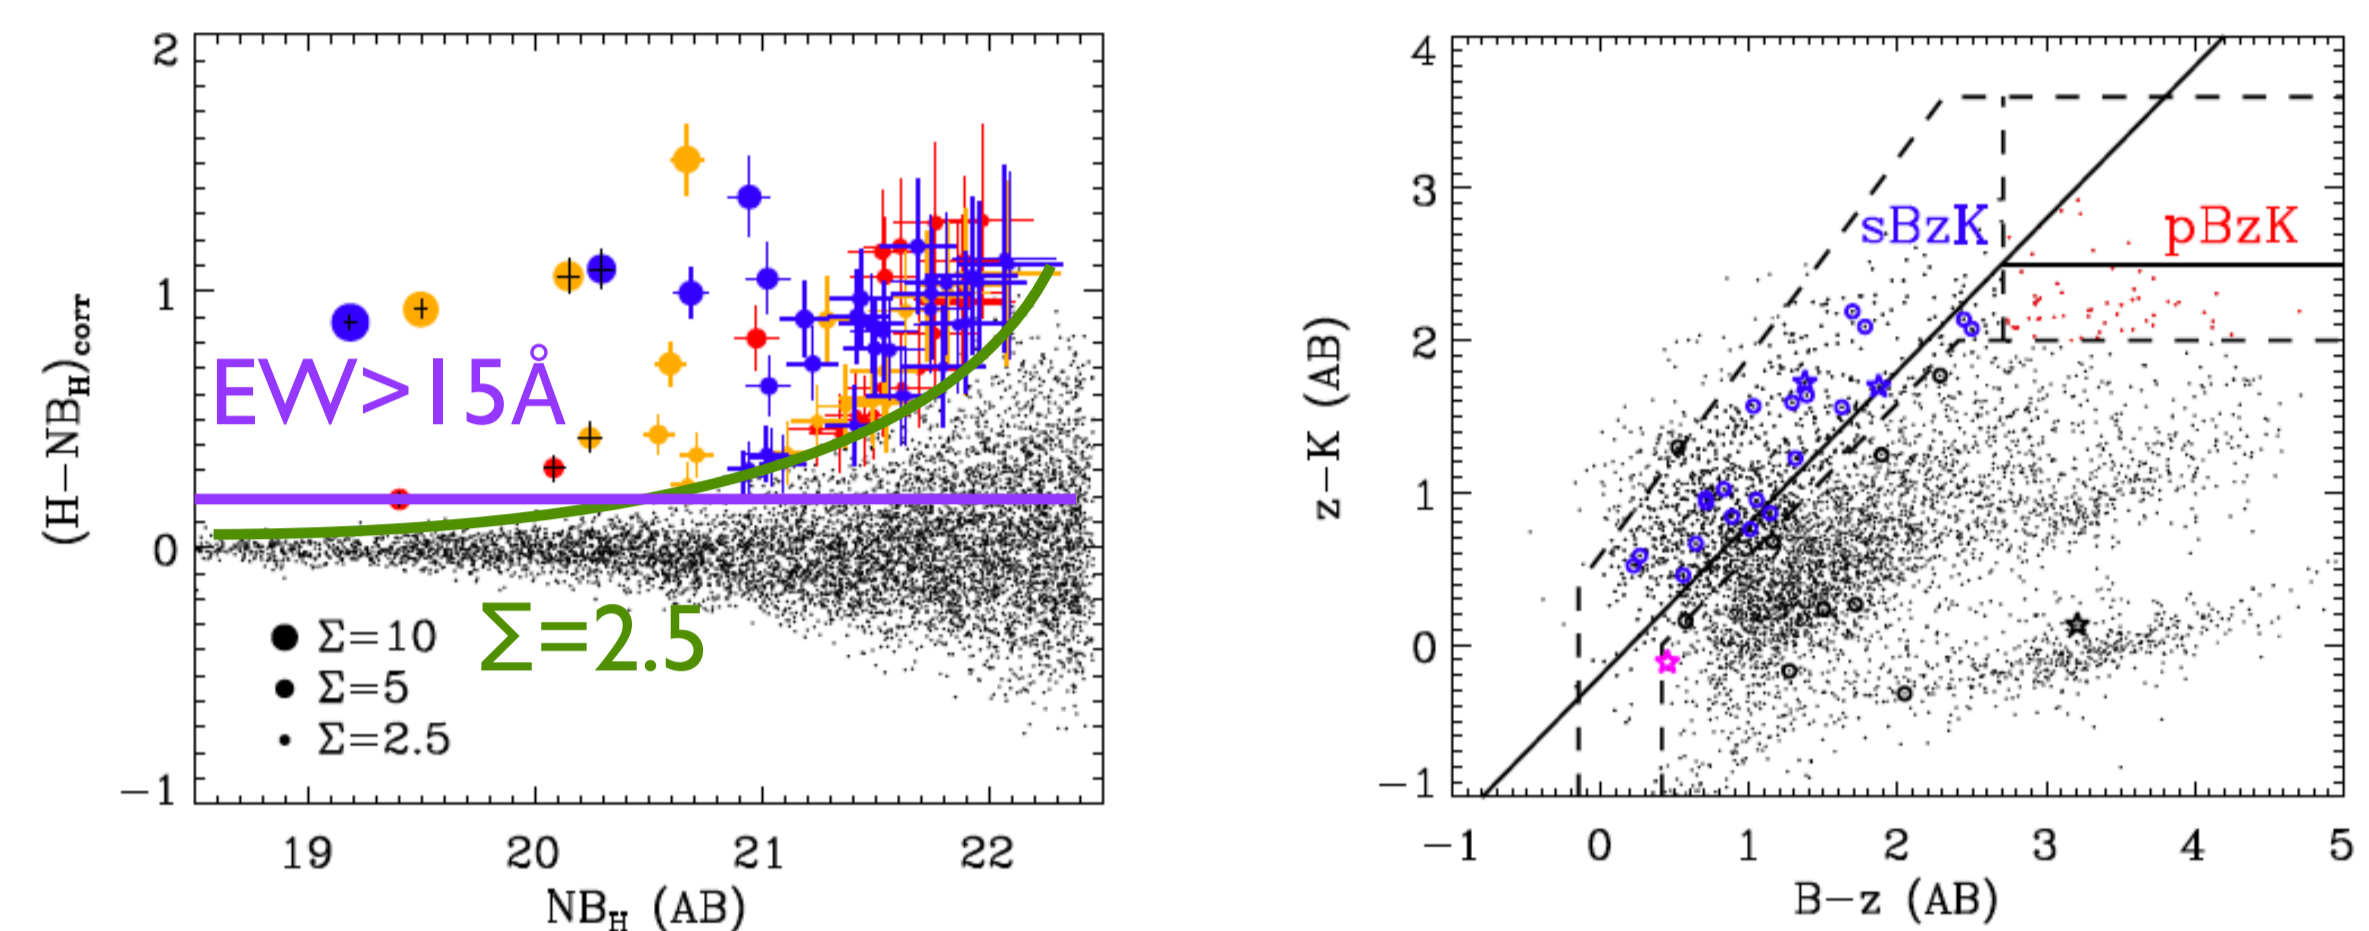 2
1
0
−1
(H−NB_H)_corr
EW>15Å
Σ=2.5
Σ=10
Σ=5
Σ=2.5
19 20 21 22
NB_H (AB)
4
3
2
1
0
−1
z−K (AB)
sBzK
pBzK
−1 0 1 2 3 4 5
B−z (AB)